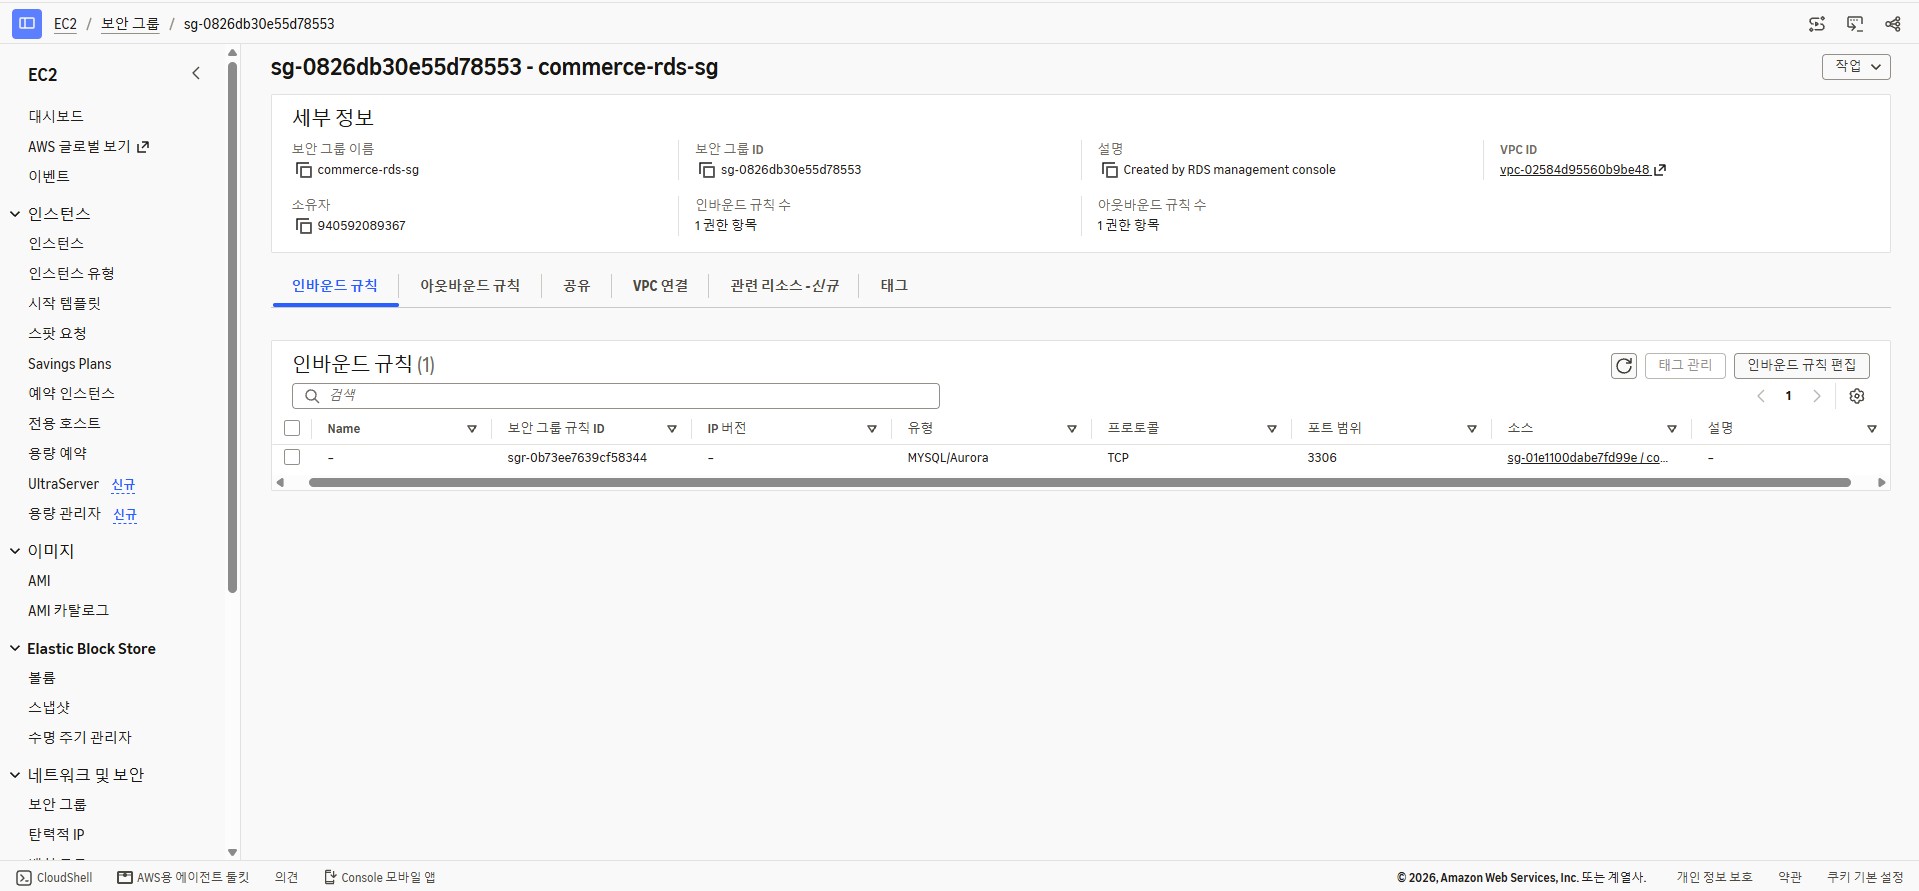 EC2 / 보안 그룹 / sg-0826db30e55d78553
EC2
대시보드
AWS 글로벌 보기
이벤트
인스턴스
인스턴스
인스턴스 유형
시작 템플릿
스팟 요청
Savings Plans
예약 인스턴스
전용 호스트
용량 예약
UltraServer 신규
용량 관리자 신규
이미지
AMI
AMI 카탈로그
Elastic Block Store
볼륨
스냅샷
수명 주기 관리자
네트워크 및 보안
보안 그룹
탄력적 IP
sg-0826db30e55d78553 - commerce-rds-sg
작업
세부 정보
보안 그룹 이름
commerce-rds-sg
보안 그룹 ID
sg-0826db30e55d78553
설명
Created by RDS management console
VPC ID
vpc-02584d95560b9be48
소유자
940592089367
인바운드 규칙 수
1 권한 항목
아웃바운드 규칙 수
1 권한 항목
인바운드 규칙 아웃바운드 규칙 공유 VPC 연결 관련 리소스 - 신규 태그
인바운드 규칙 (1)
태그 관리 인바운드 규칙 편집
검색
1
Name 보안 그룹 규칙 ID IP 버전 유형 프로토콜 포트 범위 소스 설명
– sgr-0b73ee7639cf58344 – MYSQL/Aurora TCP 3306 sg-01e1100dabe7fd99e / co... –
CloudShell AWS용 에이전트 툴킷 의견 Console 모바일 앱 © 2026, Amazon Web Services, Inc. 또는 계열사. 개인 정보 보호 약관 쿠키 기본 설정